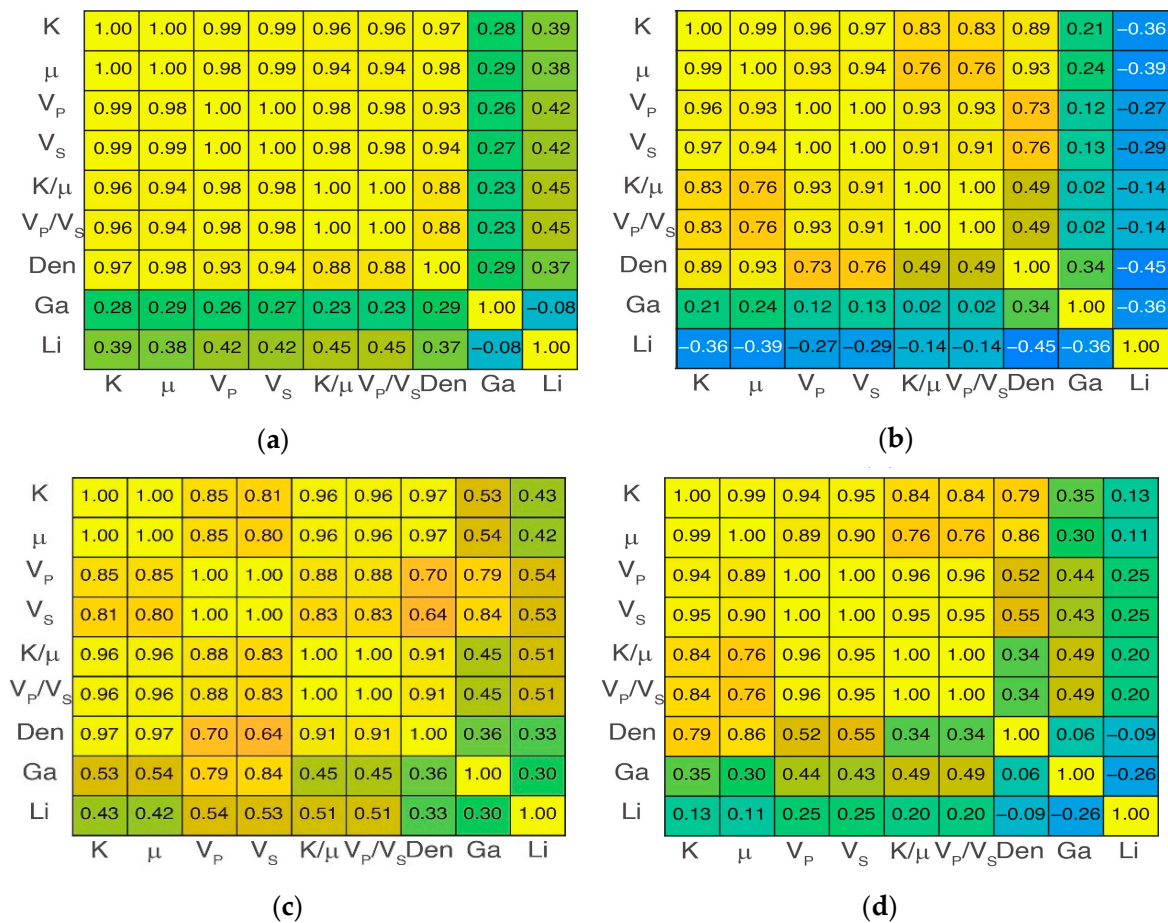 K 1.00 1.00 0.99 0.99 0.96 0.96 0.97 0.28 0.39
μ 1.00 1.00 0.98 0.99 0.94 0.94 0.98 0.29 0.38
V_P 0.99 0.98 1.00 1.00 0.98 0.98 0.93 0.26 0.42
V_S 0.99 0.99 1.00 1.00 0.98 0.98 0.94 0.27 0.42
K/μ 0.96 0.94 0.98 0.98 1.00 1.00 0.88 0.23 0.45
V_P/V_S 0.96 0.94 0.98 0.98 1.00 1.00 0.88 0.23 0.45
Den 0.97 0.98 0.93 0.94 0.88 0.88 1.00 0.29 0.37
Ga 0.28 0.29 0.26 0.27 0.23 0.23 0.29 1.00 −0.08
Li 0.39 0.38 0.42 0.42 0.45 0.45 0.37 −0.08 1.00
K μ V_P V_S K/μ V_P/V_S Den Ga Li
(a)
K 1.00 0.99 0.96 0.97 0.83 0.83 0.89 0.21 −0.36
μ 0.99 1.00 0.93 0.94 0.76 0.76 0.93 0.24 −0.39
V_P 0.96 0.93 1.00 1.00 0.93 0.93 0.73 0.12 −0.27
V_S 0.97 0.94 1.00 1.00 0.91 0.91 0.76 0.13 −0.29
K/μ 0.83 0.76 0.93 0.91 1.00 1.00 0.49 0.02 −0.14
V_P/V_S 0.83 0.76 0.93 0.91 1.00 1.00 0.49 0.02 −0.14
Den 0.89 0.93 0.73 0.76 0.49 0.49 1.00 0.34 −0.45
Ga 0.21 0.24 0.12 0.13 0.02 0.02 0.34 1.00 −0.36
Li −0.36 −0.39 −0.27 −0.29 −0.14 −0.14 −0.45 −0.36 1.00
K μ V_P V_S K/μ V_P/V_S Den Ga Li
(b)
K 1.00 1.00 0.85 0.81 0.96 0.96 0.97 0.53 0.43
μ 1.00 1.00 0.85 0.80 0.96 0.96 0.97 0.54 0.42
V_P 0.85 0.85 1.00 1.00 0.88 0.88 0.70 0.79 0.54
V_S 0.81 0.80 1.00 1.00 0.83 0.83 0.64 0.84 0.53
K/μ 0.96 0.96 0.88 0.83 1.00 1.00 0.91 0.45 0.51
V_P/V_S 0.96 0.96 0.88 0.83 1.00 1.00 0.91 0.45 0.51
Den 0.97 0.97 0.70 0.64 0.91 0.91 1.00 0.36 0.33
Ga 0.53 0.54 0.79 0.84 0.45 0.45 0.36 1.00 0.30
Li 0.43 0.42 0.54 0.53 0.51 0.51 0.33 0.30 1.00
K μ V_P V_S K/μ V_P/V_S Den Ga Li
(c)
K 1.00 0.99 0.94 0.95 0.84 0.84 0.79 0.35 0.13
μ 0.99 1.00 0.89 0.90 0.76 0.76 0.86 0.30 0.11
V_P 0.94 0.89 1.00 1.00 0.96 0.96 0.52 0.44 0.25
V_S 0.95 0.90 1.00 1.00 0.95 0.95 0.55 0.43 0.25
K/μ 0.84 0.76 0.96 0.95 1.00 1.00 0.34 0.49 0.20
V_P/V_S 0.84 0.76 0.96 0.95 1.00 1.00 0.34 0.49 0.20
Den 0.79 0.86 0.52 0.55 0.34 0.34 1.00 0.06 −0.09
Ga 0.35 0.30 0.44 0.43 0.49 0.49 0.06 1.00 −0.26
Li 0.13 0.11 0.25 0.25 0.20 0.20 −0.09 −0.26 1.00
K μ V_P V_S K/μ V_P/V_S Den Ga Li
(d)